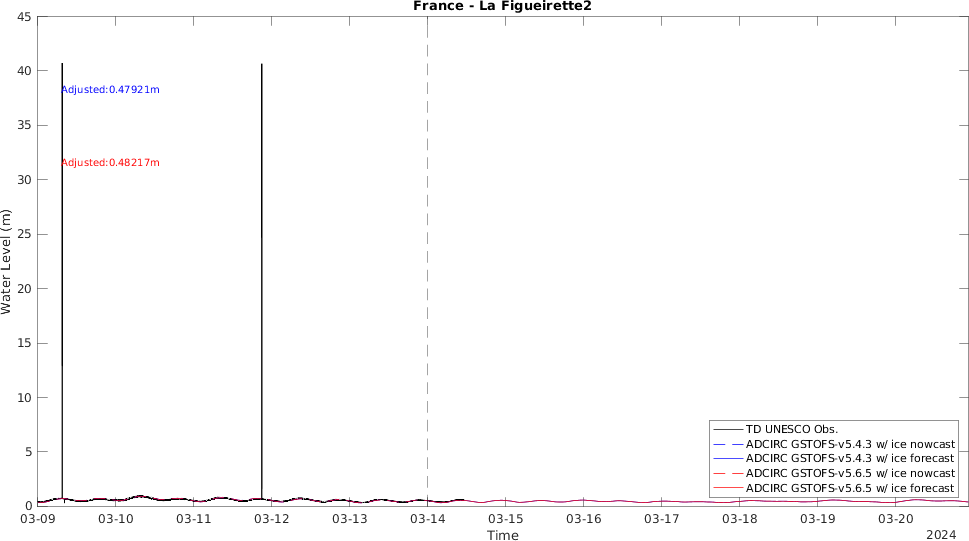 France - La Figueirette2
Water Level (m)
45
40
35
30
25
20
15
10
5
0
Adjusted:0.47921m
Adjusted:0.48217m
TD UNESCO Obs.
ADCIRC GSTOFS-v5.4.3 w/ ice nowcast
ADCIRC GSTOFS-v5.4.3 w/ ice forecast
ADCIRC GSTOFS-v5.6.5 w/ ice nowcast
ADCIRC GSTOFS-v5.6.5 w/ ice forecast
03-09 03-10 03-11 03-12 03-13 03-14 03-15 03-16 03-17 03-18 03-19 03-20
Time
2024